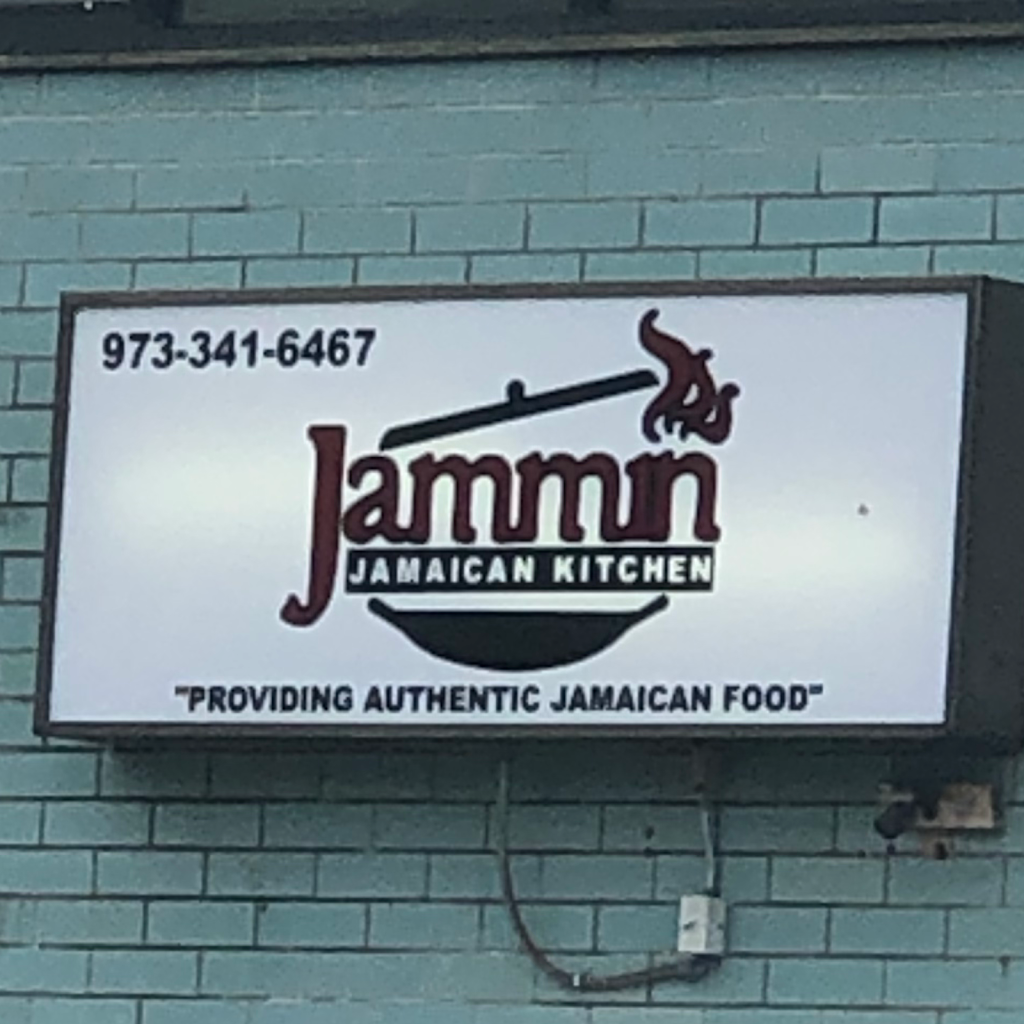 973-341-6467
Jammin
JAMAICAN KITCHEN
"PROVIDING AUTHENTIC JAMAICAN FOOD"